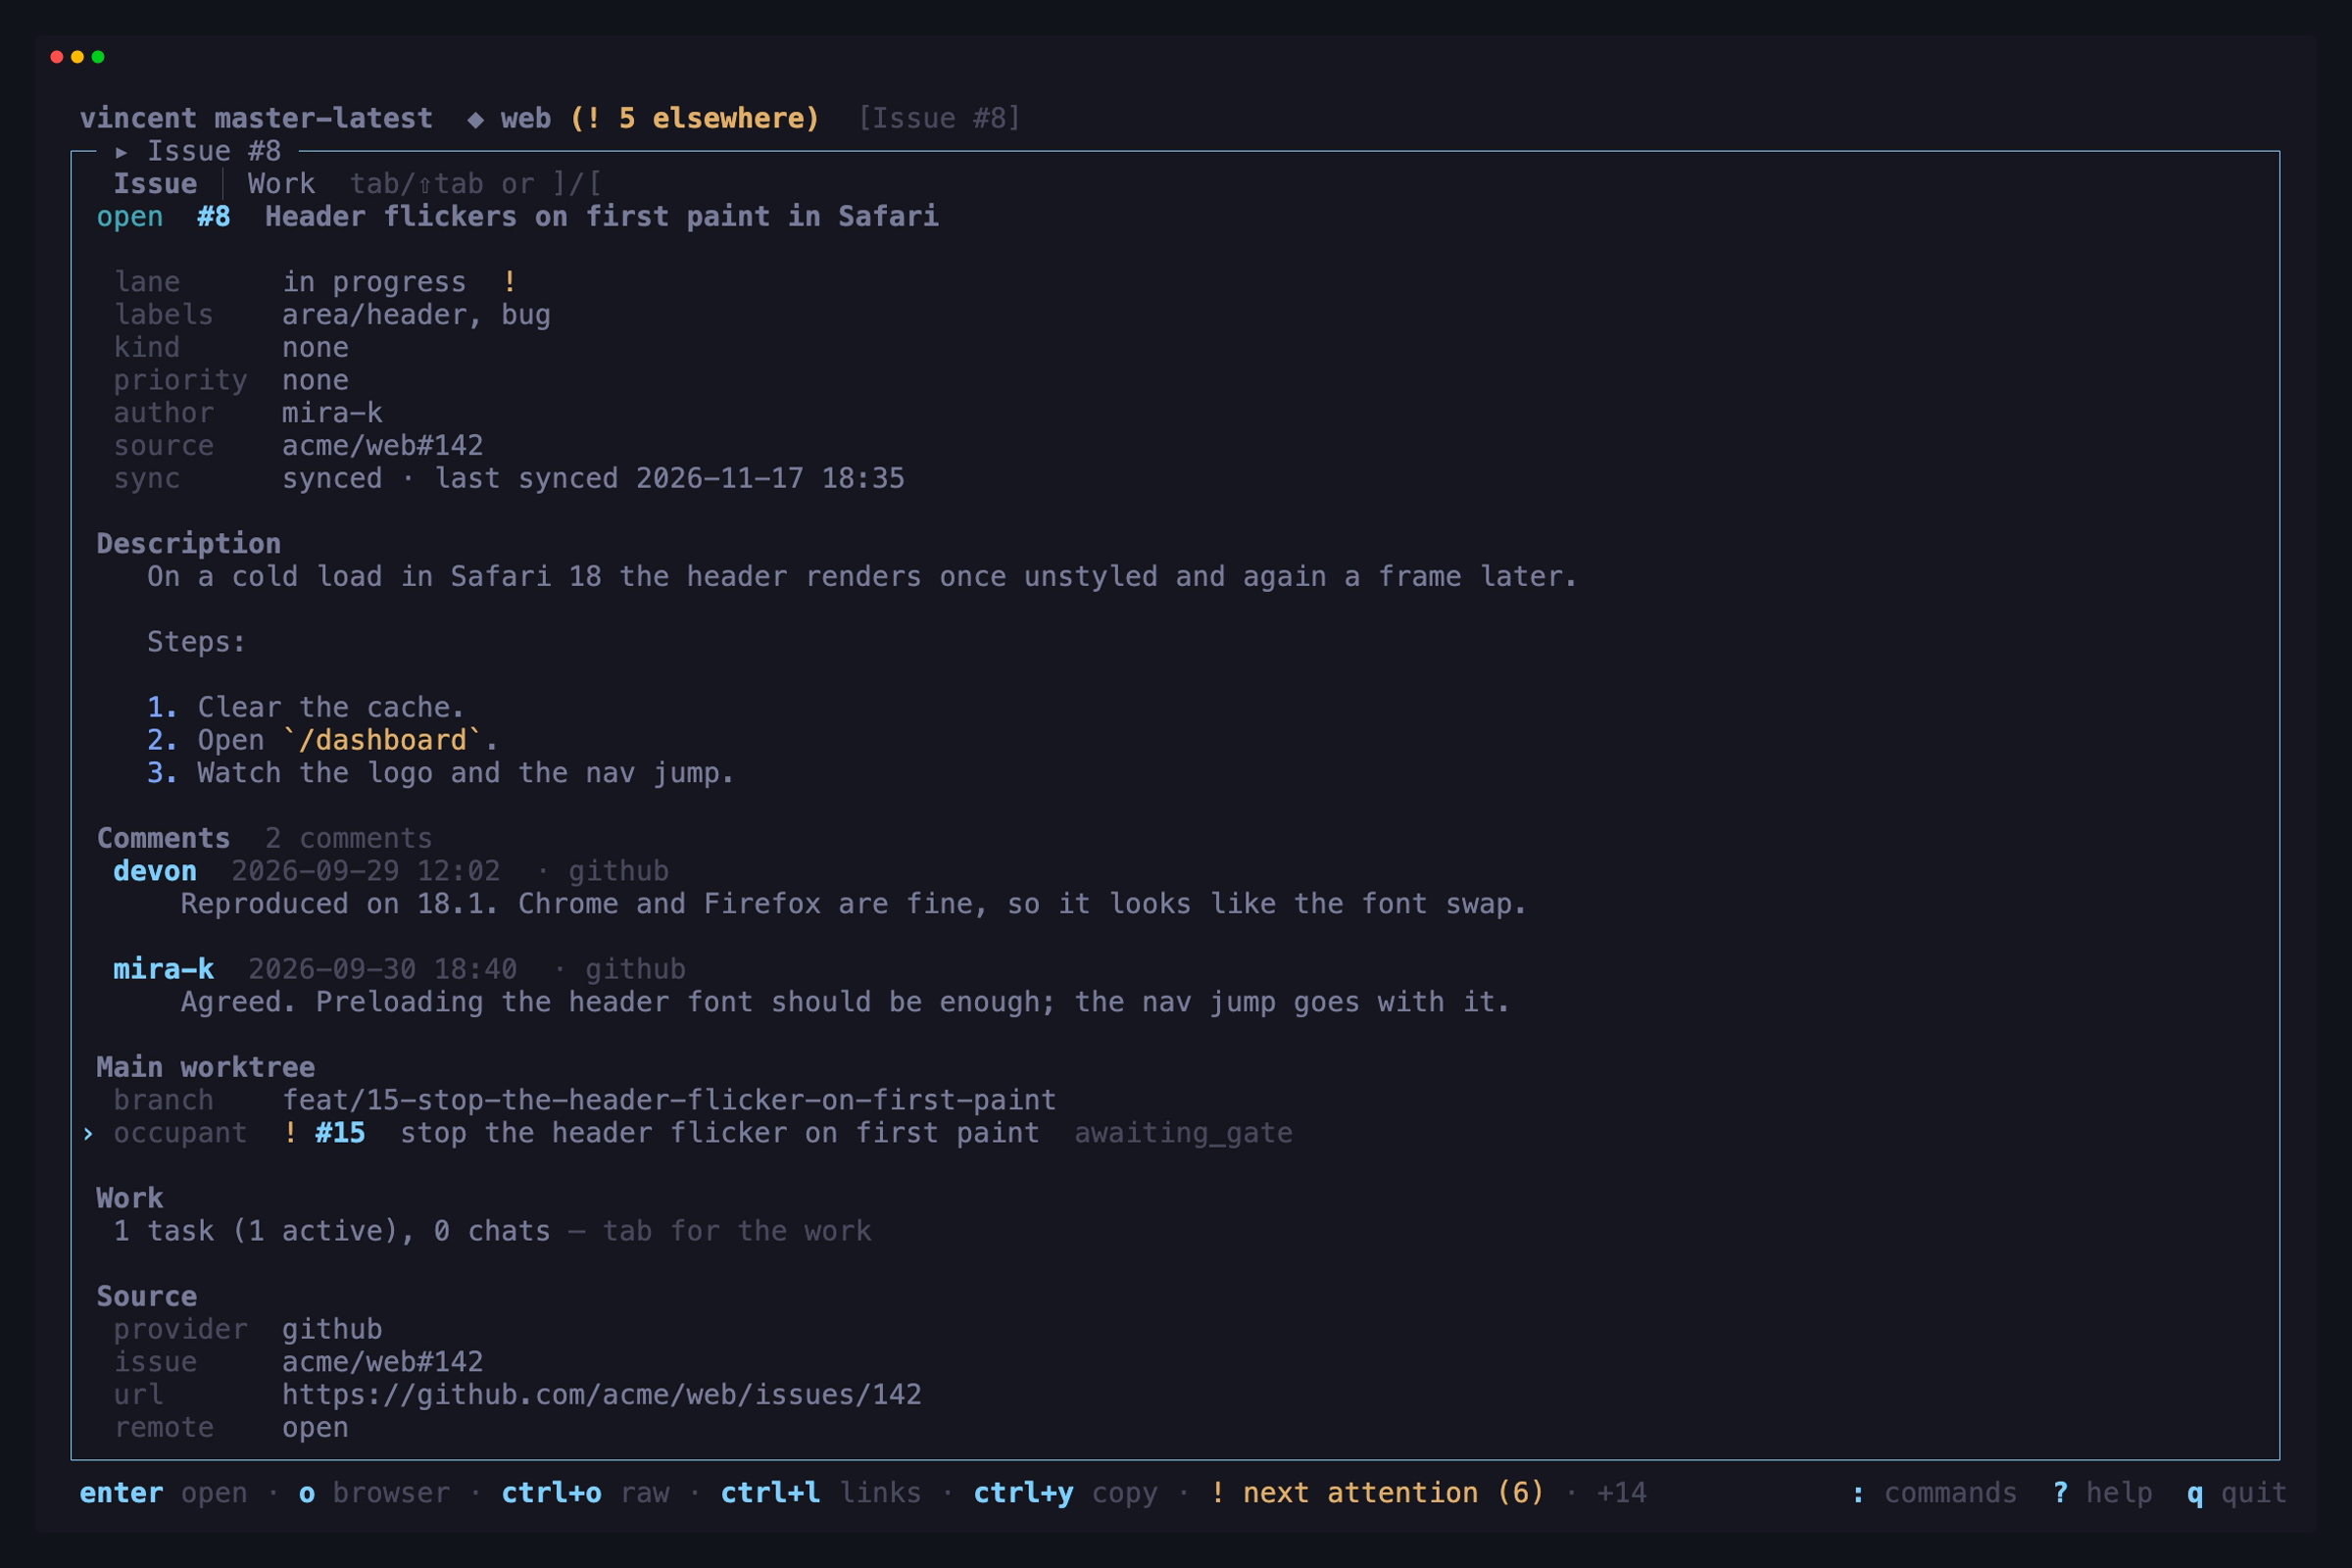 vincent master-latest ◆ web (! 5 elsewhere) [Issue #8]
▸ Issue #8
Issue │ Work tab/⇧tab or ]/[
open #8 Header flickers on first paint in Safari
lane in progress !
labels area/header, bug
kind none
priority none
author mira-k
source acme/web#142
sync synced · last synced 2026-11-17 18:35
Description
On a cold load in Safari 18 the header renders once unstyled and again a frame later.
Steps:
1. Clear the cache.
2. Open `/dashboard`.
3. Watch the logo and the nav jump.
Comments 2 comments
devon 2026-09-29 12:02 · github
Reproduced on 18.1. Chrome and Firefox are fine, so it looks like the font swap.
mira-k 2026-09-30 18:40 · github
Agreed. Preloading the header font should be enough; the nav jump goes with it.
Main worktree
branch feat/15-stop-the-header-flicker-on-first-paint
› occupant ! #15 stop the header flicker on first paint awaiting_gate
Work
1 task (1 active), 0 chats — tab for the work
Source
provider github
issue acme/web#142
url https://github.com/acme/web/issues/142
remote open
enter open · o browser · ctrl+o raw · ctrl+l links · ctrl+y copy · ! next attention (6) · +14 : commands ? help q quit